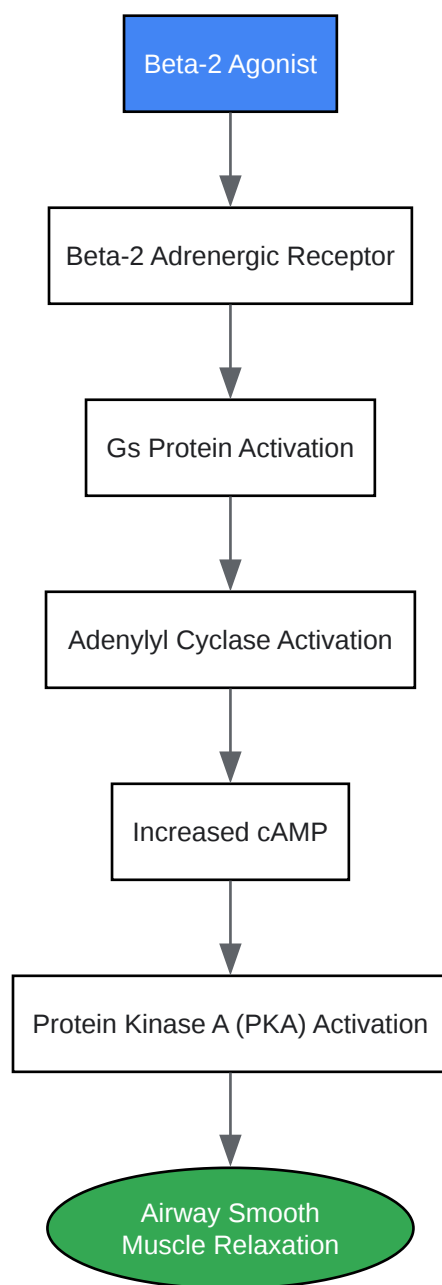 Beta-2 Agonist
Beta-2 Adrenergic Receptor
Gs Protein Activation
Adenylyl Cyclase Activation
Increased cAMP
Protein Kinase A (PKA) Activation
Airway Smooth
Muscle Relaxation